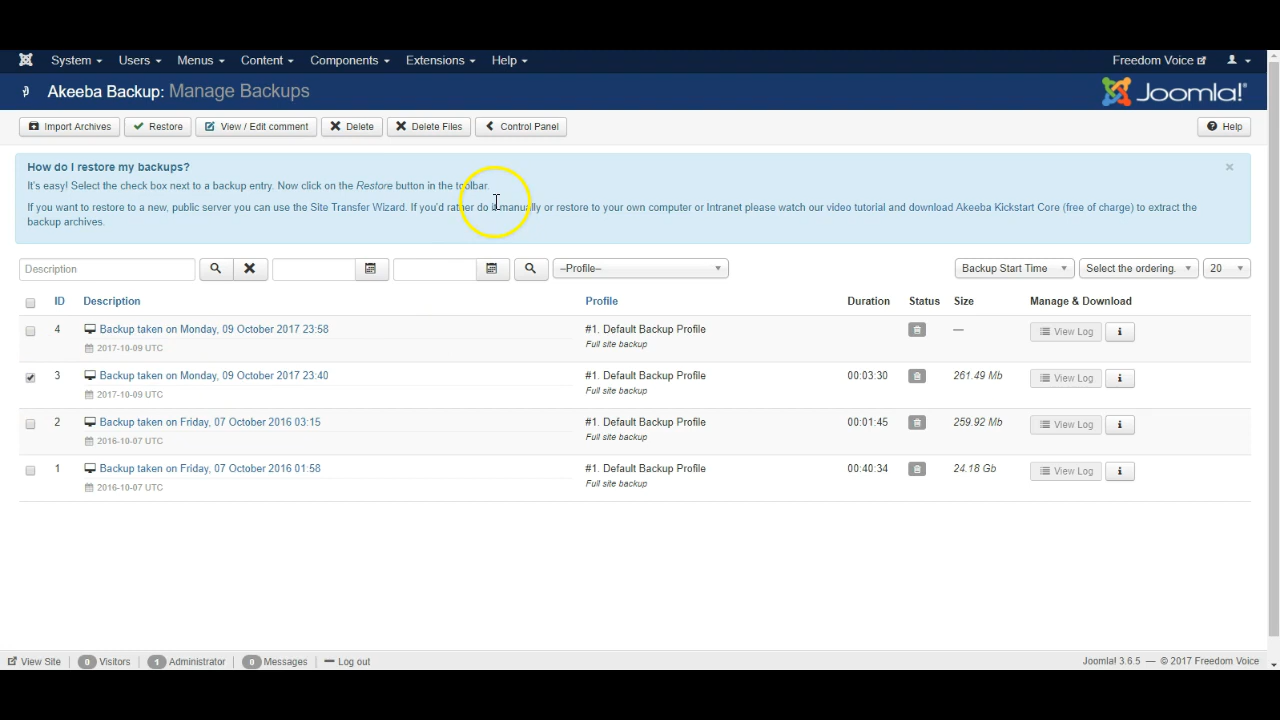 System Users Menus Content Components Extensions Help Freedom Voice
Akeeba Backup: Manage Backups Joomla!
Import Archives Restore View / Edit comment Delete Delete Files Control Panel Help
How do I restore my backups?
It's easy! Select the check box next to a backup entry. Now click on the Restore button in the toolbar.
If you want to restore to a new, public server you can use the Site Transfer Wizard. If you'd rather do it manually or restore to your own computer or Intranet please watch our video tutorial and download Akeeba Kickstart Core (free of charge) to extract the
backup archives.
Description –Profile– Backup Start Time Select the ordering. 20
ID Description Profile Duration Status Size Manage & Download
4 Backup taken on Monday, 09 October 2017 23:58 #1. Default Backup Profile — View Log
2017-10-09 UTC Full site backup
3 Backup taken on Monday, 09 October 2017 23:40 #1. Default Backup Profile 00:03:30 261.49 Mb View Log
2017-10-09 UTC Full site backup
2 Backup taken on Friday, 07 October 2016 03:15 #1. Default Backup Profile 00:01:45 259.92 Mb View Log
2016-10-07 UTC Full site backup
1 Backup taken on Friday, 07 October 2016 01:58 #1. Default Backup Profile 00:40:34 24.18 Gb View Log
2016-10-07 UTC Full site backup
View Site 0 Visitors 1 Administrator 0 Messages Log out Joomla! 3.6.5 — © 2017 Freedom Voice